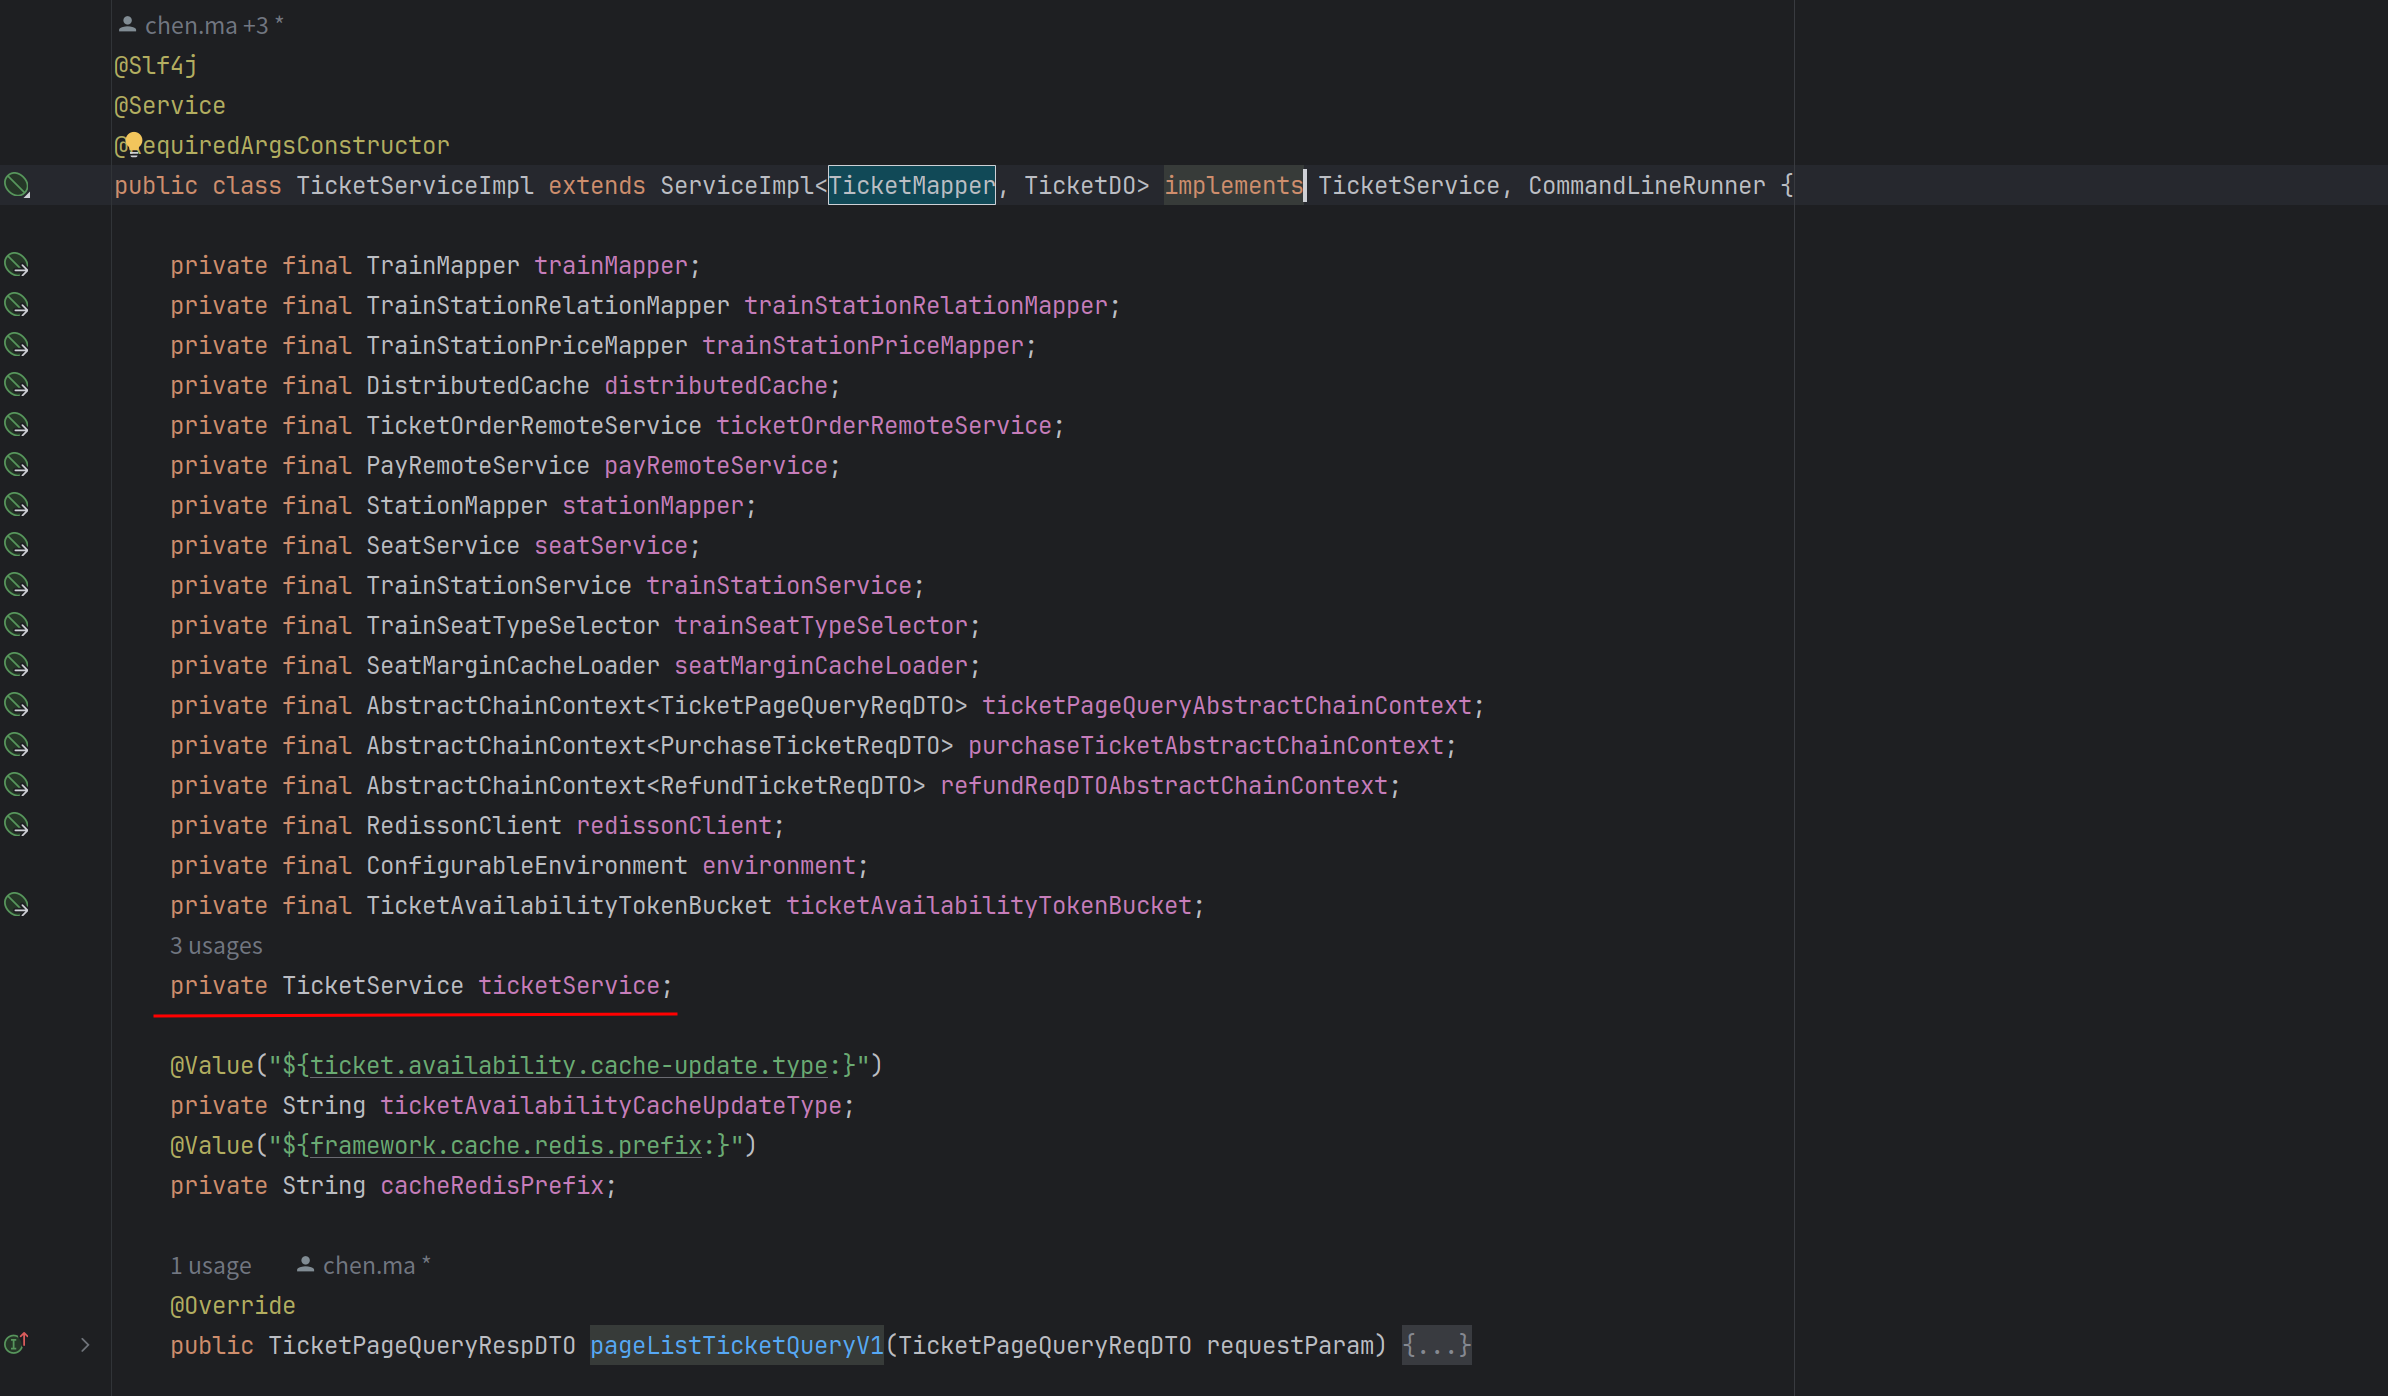 chen.ma +3 *
@Slf4j
@Service
@RequiredArgsConstructor
public class TicketServiceImpl extends ServiceImpl<TicketMapper, TicketDO> implements TicketService, CommandLineRunner {
private final TrainMapper trainMapper;
private final TrainStationRelationMapper trainStationRelationMapper;
private final TrainStationPriceMapper trainStationPriceMapper;
private final DistributedCache distributedCache;
private final TicketOrderRemoteService ticketOrderRemoteService;
private final PayRemoteService payRemoteService;
private final StationMapper stationMapper;
private final SeatService seatService;
private final TrainStationService trainStationService;
private final TrainSeatTypeSelector trainSeatTypeSelector;
private final SeatMarginCacheLoader seatMarginCacheLoader;
private final AbstractChainContext<TicketPageQueryReqDTO> ticketPageQueryAbstractChainContext;
private final AbstractChainContext<PurchaseTicketReqDTO> purchaseTicketAbstractChainContext;
private final AbstractChainContext<RefundTicketReqDTO> refundReqDTOAbstractChainContext;
private final RedissonClient redissonClient;
private final ConfigurableEnvironment environment;
private final TicketAvailabilityTokenBucket ticketAvailabilityTokenBucket;
3 usages
private TicketService ticketService;
@Value("${ticket.availability.cache-update.type:}")
private String ticketAvailabilityCacheUpdateType;
@Value("${framework.cache.redis.prefix:}")
private String cacheRedisPrefix;
1 usage chen.ma *
@Override
public TicketPageQueryRespDTO pageListTicketQueryV1(TicketPageQueryReqDTO requestParam) {...}